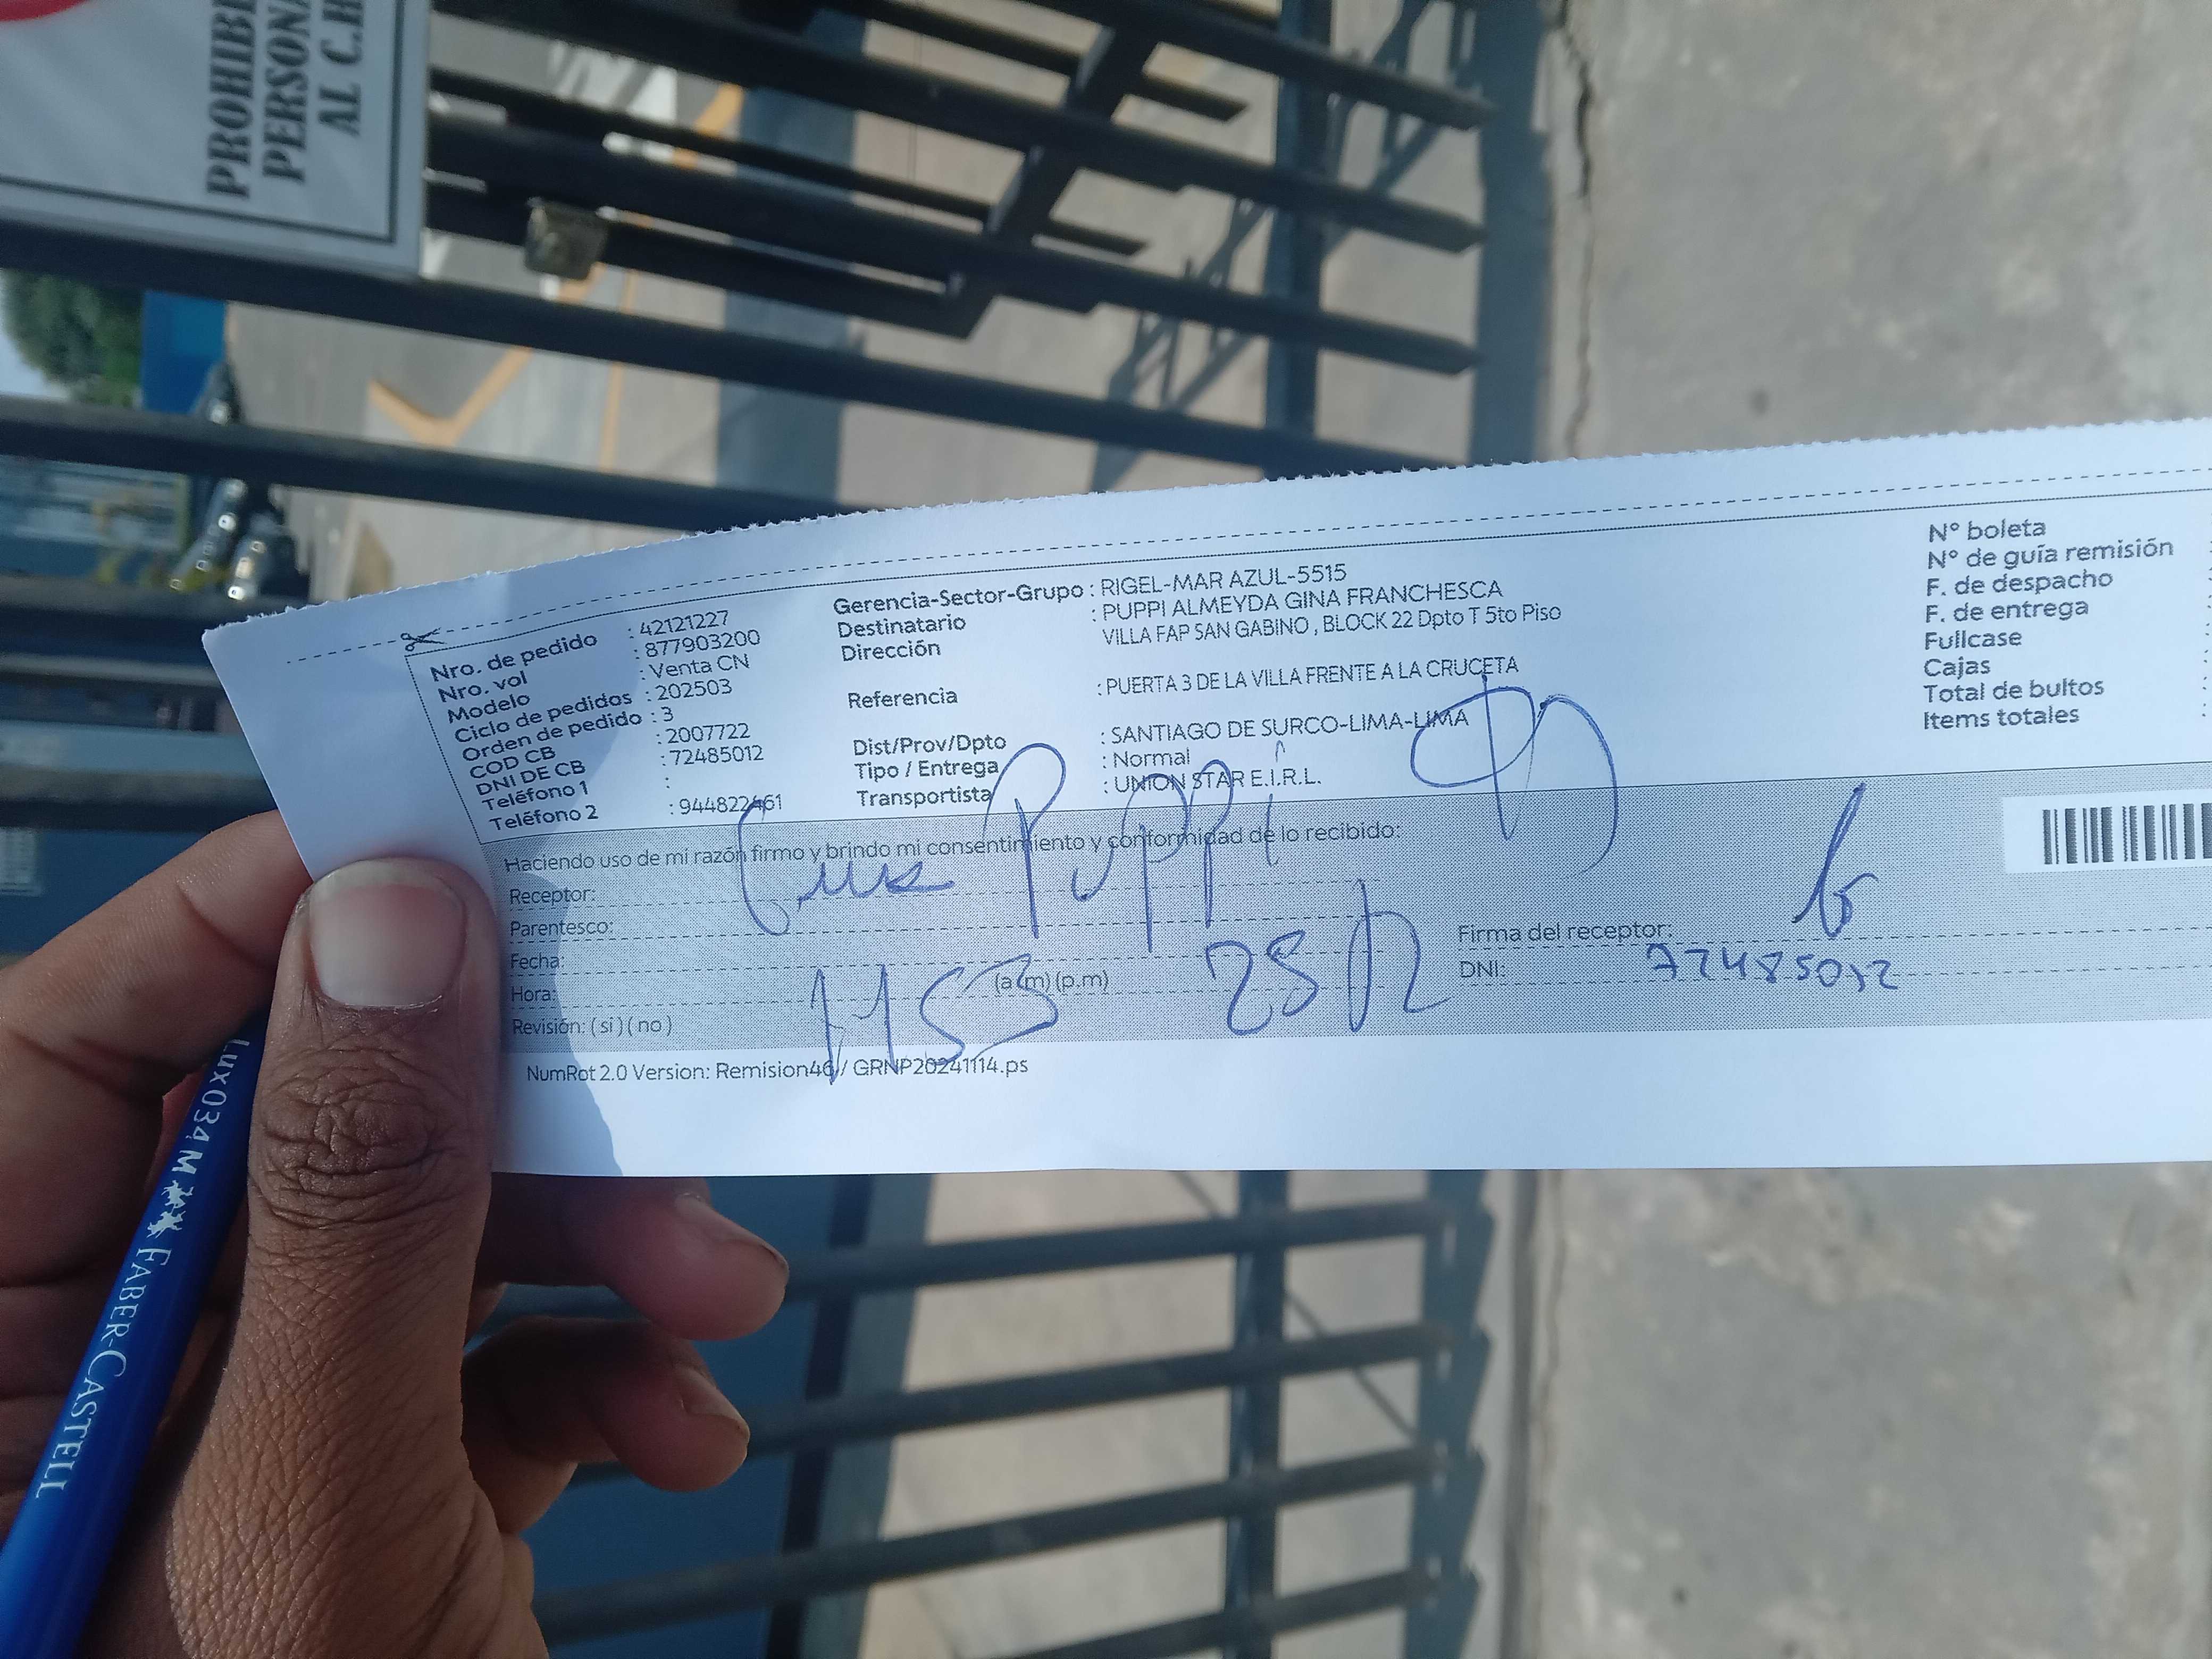 PROHIBI
PERSONA
AL C.H
Nro. de pedido : 42121227
Nro. vol : 877903200
Modelo : Venta CN
Ciclo de pedidos : 202503
Orden de pedido : 3
COD CB : 2007722
DNI DE CB : 72485012
Teléfono 1 :
Teléfono 2 : 944822461
Gerencia-Sector-Grupo : RIGEL-MAR AZUL-5515
Destinatario : PUPPI ALMEYDA GINA FRANCHESCA
Dirección VILLA FAP SAN GABINO , BLOCK 22 Dpto T 5to Piso
Referencia : PUERTA 3 DE LA VILLA FRENTE A LA CRUCETA
Dist/Prov/Dpto : SANTIAGO DE SURCO-LIMA-LIMA
Tipo / Entrega : Normal
Transportista : UNION STAR E.I.R.L.
N° boleta
N° de guía remisión
F. de despacho
F. de entrega
Fullcase
Cajas
Total de bultos
Items totales
Haciendo uso de mi razón firmo y brindo mi consentimiento y conformidad de lo recibido:
Receptor: Puppi
Parentesco:
Fecha:
Hora: (a.m) (p.m)
Revisión: ( si ) ( no )
1155 28 12
Firma del receptor:
DNI: 72485012
NumRot 2.0 Version: Remision46 / GRNP20241114.ps
Lux034 M FABER-CASTELL